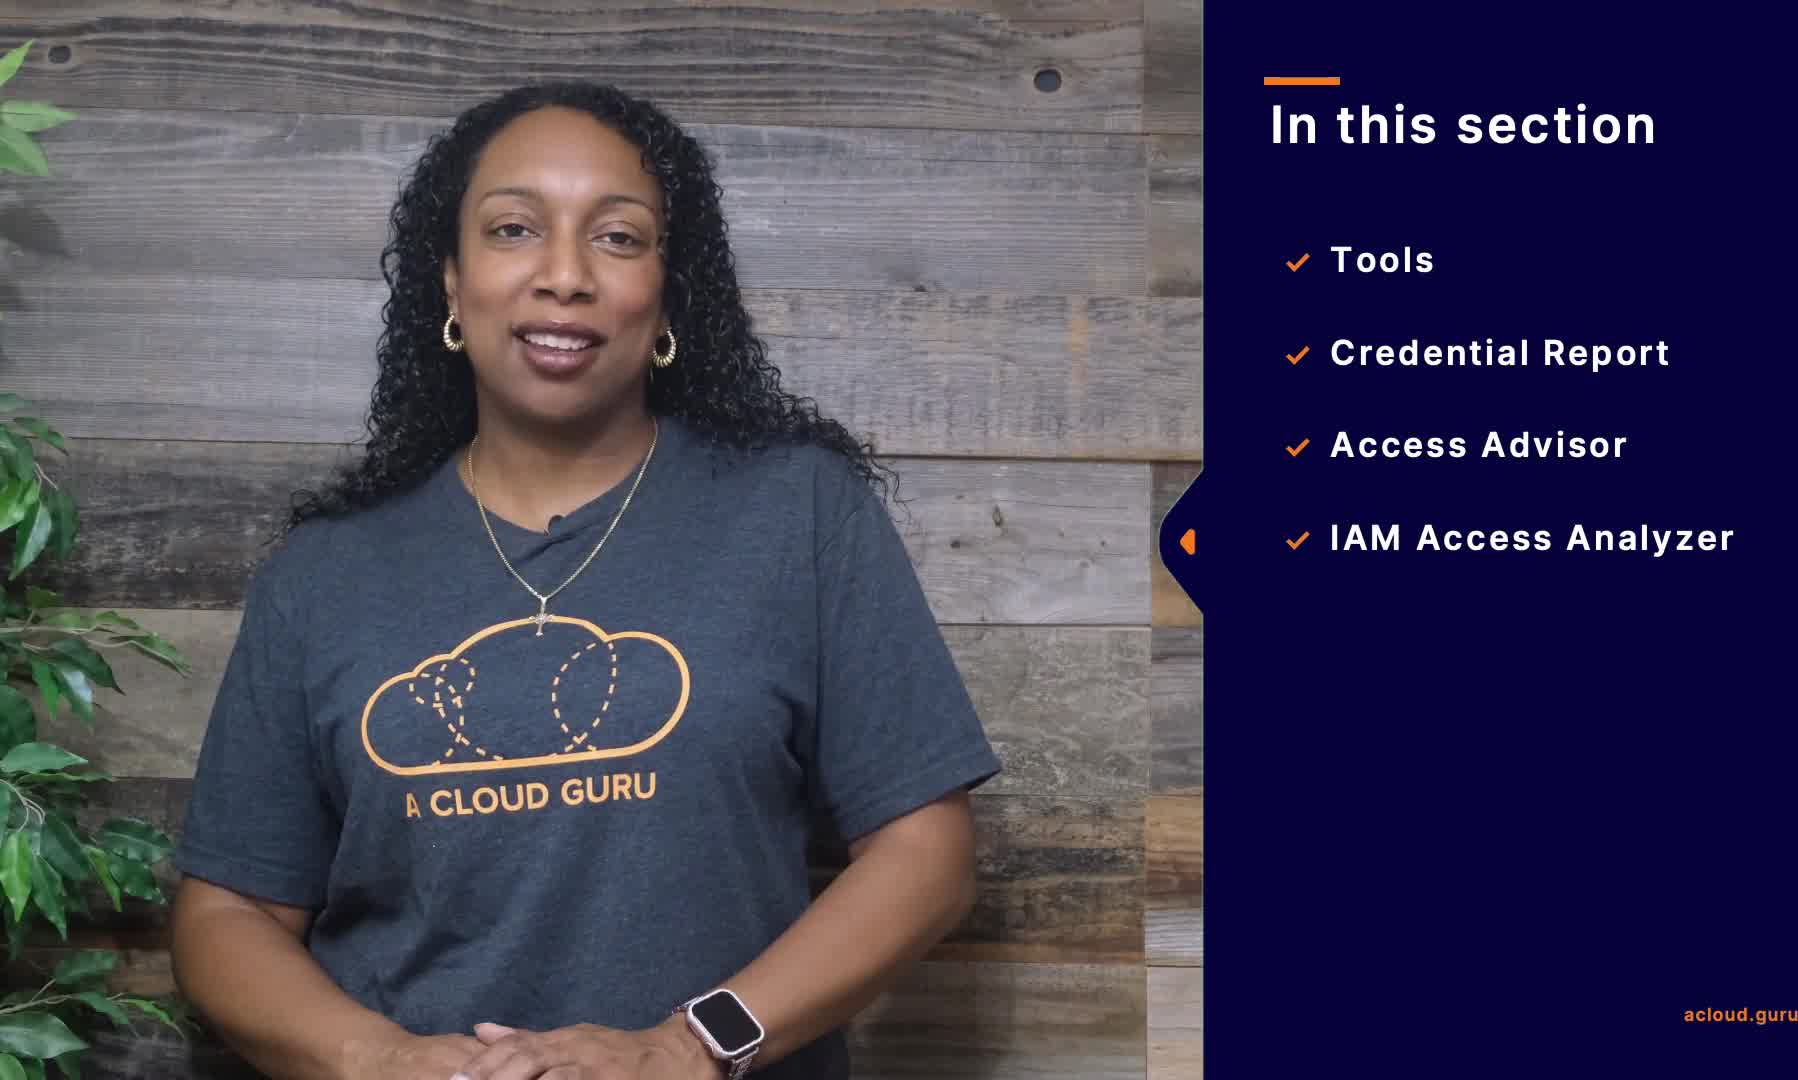 In this section
Tools
Credential Report
Access Advisor
IAM Access Analyzer
A CLOUD GURU
acloud.guru